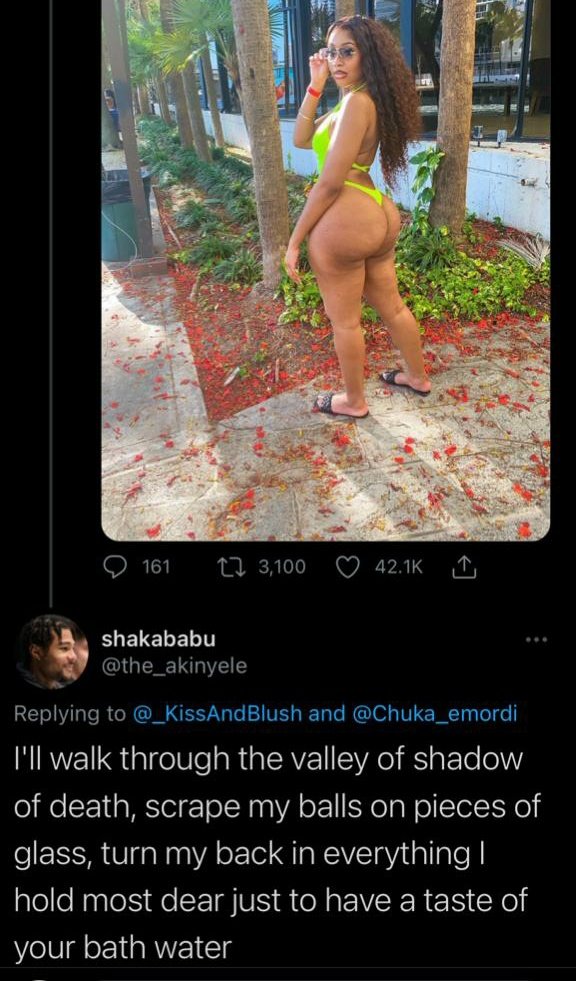 161 3,100 42.1K
shakababu
@the_akinyele
Replying to @_KissAndBlush and @Chuka_emordi
I'll walk through the valley of shadow
of death, scrape my balls on pieces of
glass, turn my back in everything I
hold most dear just to have a taste of
your bath water